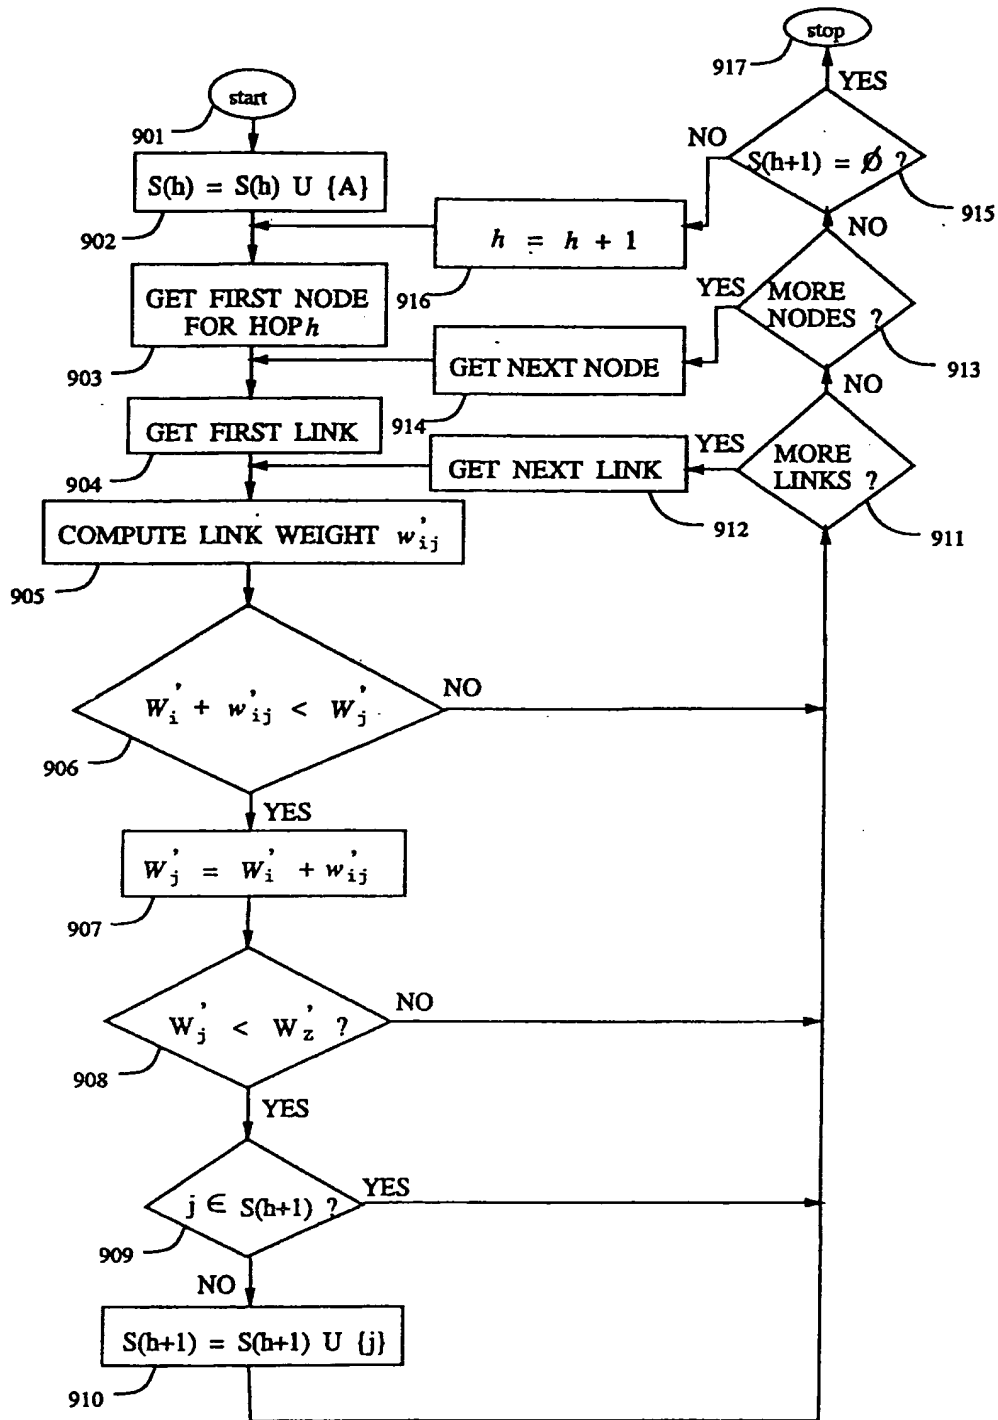 start
901
S(h) = S(h) U {A}
902
GET FIRST NODE
FOR HOP h
903
GET FIRST LINK
904
COMPUTE LINK WEIGHT w'ij
905
W'i + w'ij < W'j
906
NO
YES
W'j = W'i + w'ij
907
W'j < W'z ?
908
NO
YES
j ∈ S(h+1) ?
909
YES
NO
S(h+1) = S(h+1) U {j}
910
MORE
LINKS ?
911
YES
NO
GET NEXT LINK
912
MORE
NODES ?
913
YES
NO
GET NEXT NODE
914
S(h+1) = Ø ?
915
NO
YES
h = h + 1
916
stop
917